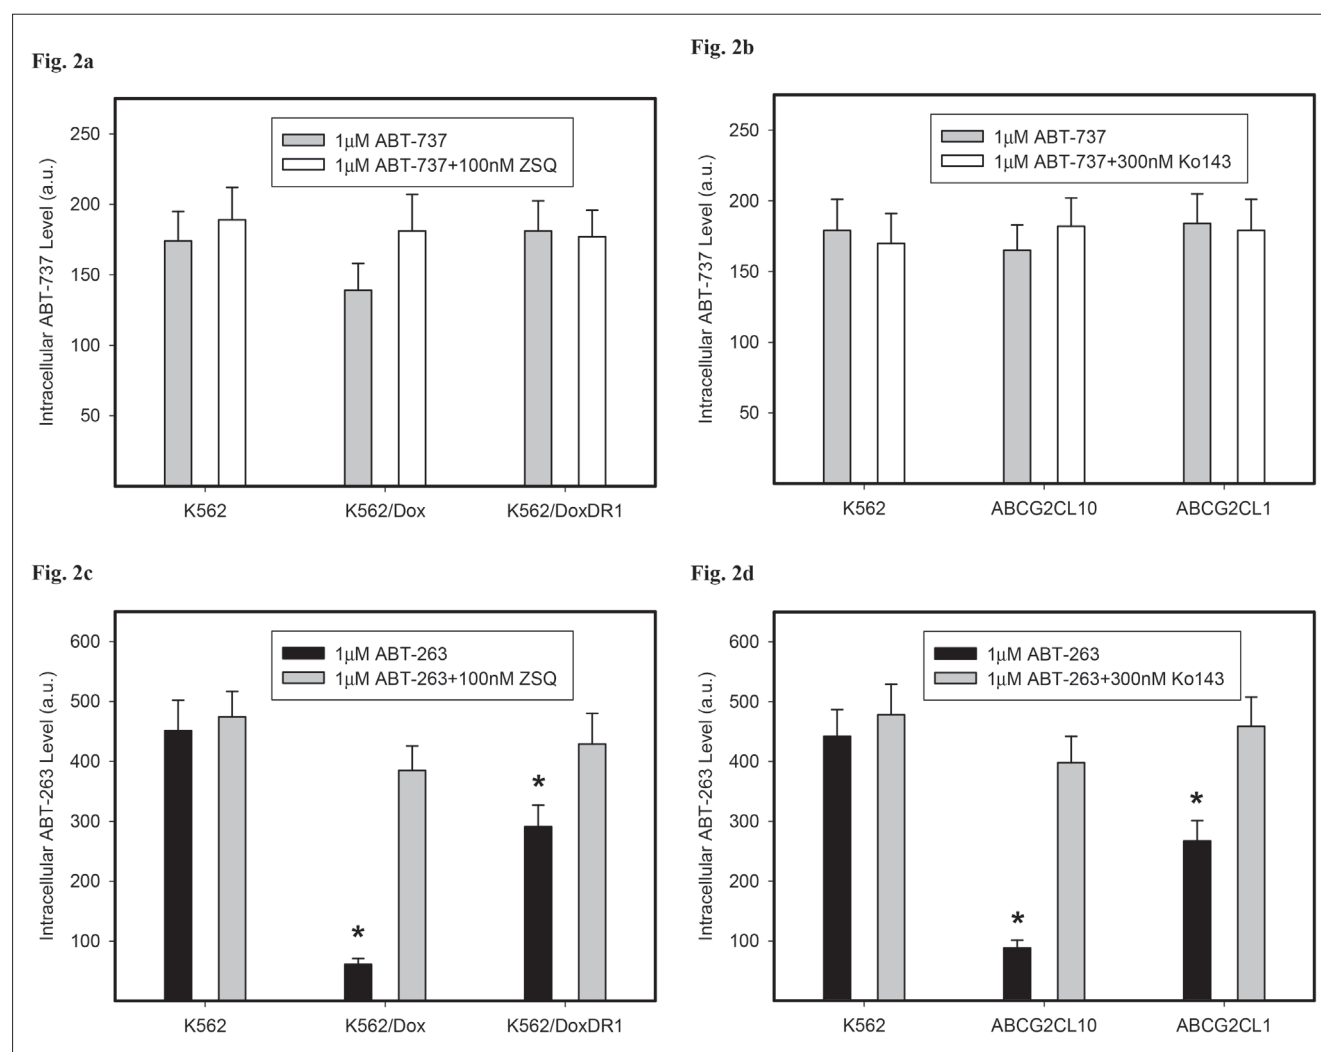 Fig. 2a
Intracellular ABT-737 Level (a.u.)
250
200
150
100
50
1μM ABT-737
1μM ABT-737+100nM ZSQ
K562
K562/Dox
K562/DoxDR1
Fig. 2b
Intracellular ABT-737 Level (a.u.)
250
200
150
100
50
1μM ABT-737
1μM ABT-737+300nM Ko143
K562
ABCG2CL10
ABCG2CL1
Fig. 2c
Intracellular ABT-263 Level (a.u.)
600
500
400
300
200
100
1μM ABT-263
1μM ABT-263+100nM ZSQ
*
*
K562
K562/Dox
K562/DoxDR1
Fig. 2d
Intracellular ABT-263 Level (a.u.)
600
500
400
300
200
100
1μM ABT-263
1μM ABT-263+300nM Ko143
*
*
K562
ABCG2CL10
ABCG2CL1